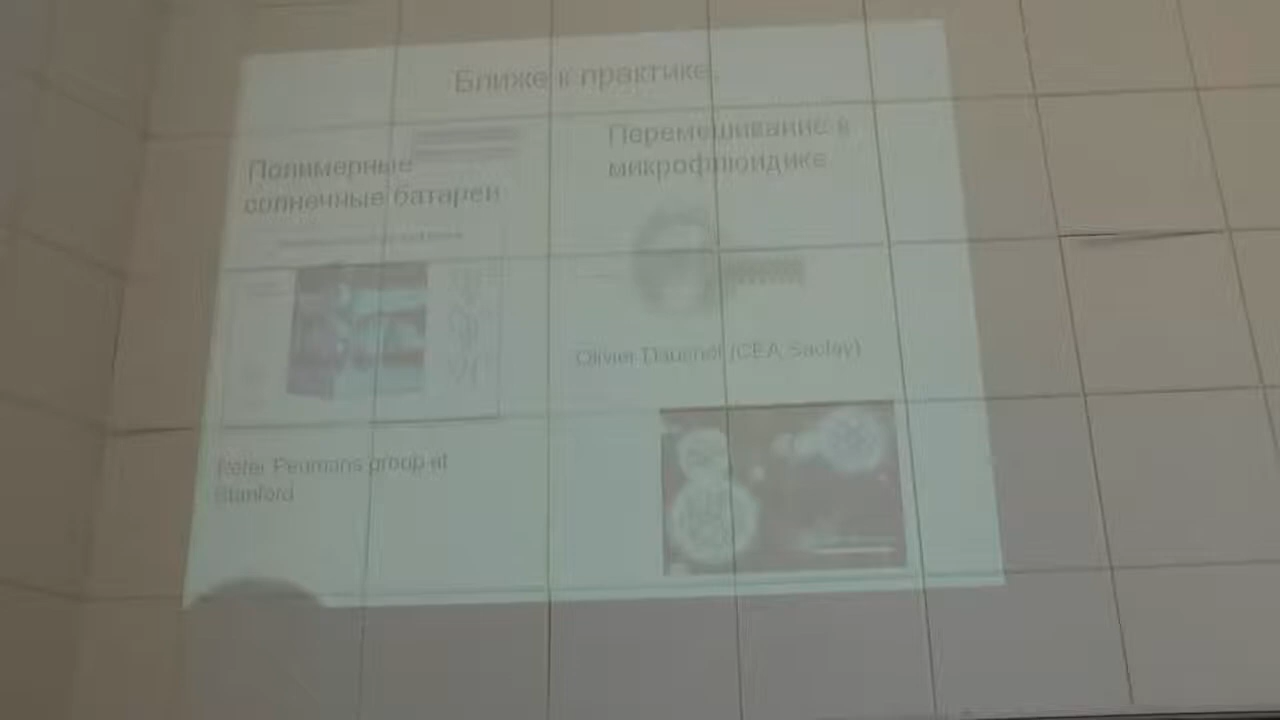 Ближе к практике.
Полимерные
солнечные батареи
Peter Peumans group at
Stanford
Перемешивание в
микрофлюидике
Olivier Dauchot (CEA Saclay)